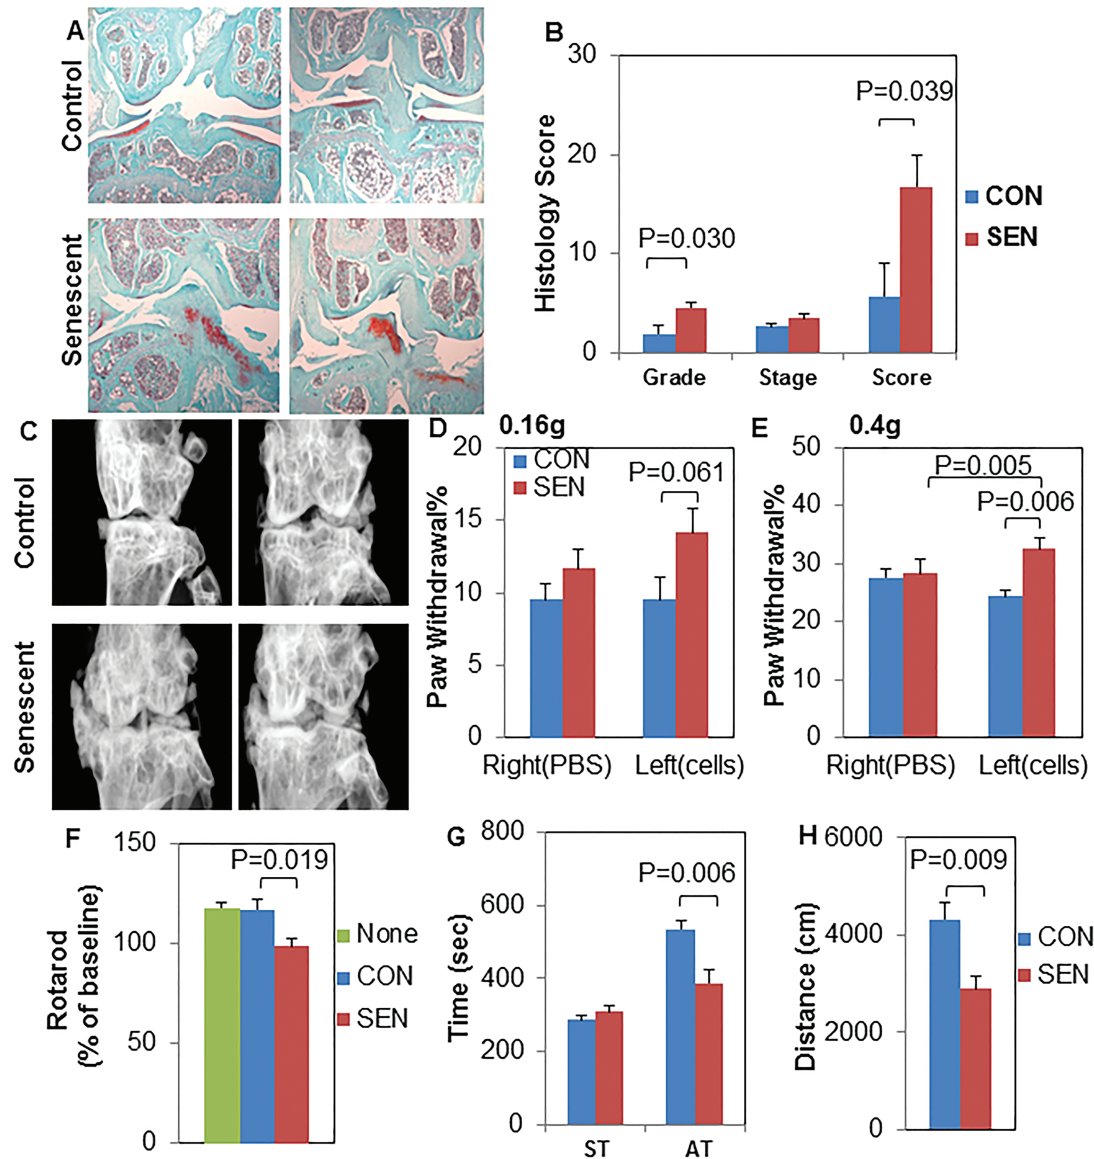 A
Control
Senescent
B
Histology Score
30
20
10
0
P=0.030
P=0.039
Grade
Stage
Score
CON
SEN
C
Control
Senescent
D
0.16g
Paw Withdrawal%
20
15
10
5
0
CON
SEN
P=0.061
Right(PBS)
Left(cells)
E
0.4g
Paw Withdrawal%
50
40
30
20
10
0
P=0.005
P=0.006
Right(PBS)
Left(cells)
F
Rotarod
(% of baseline)
150
100
50
0
P=0.019
None
CON
SEN
G
Time (sec)
800
600
400
200
0
P=0.006
ST
AT
H
Distance (cm)
6000
4000
2000
0
P=0.009
CON
SEN